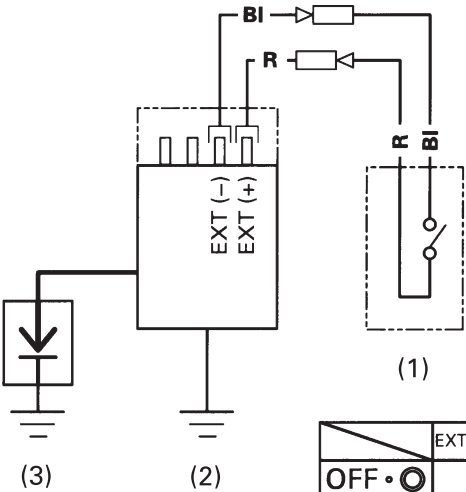 Bl
R
R
Bl
EXT (–)
EXT (+)
(1)
(3)
(2)
EXT
OFF